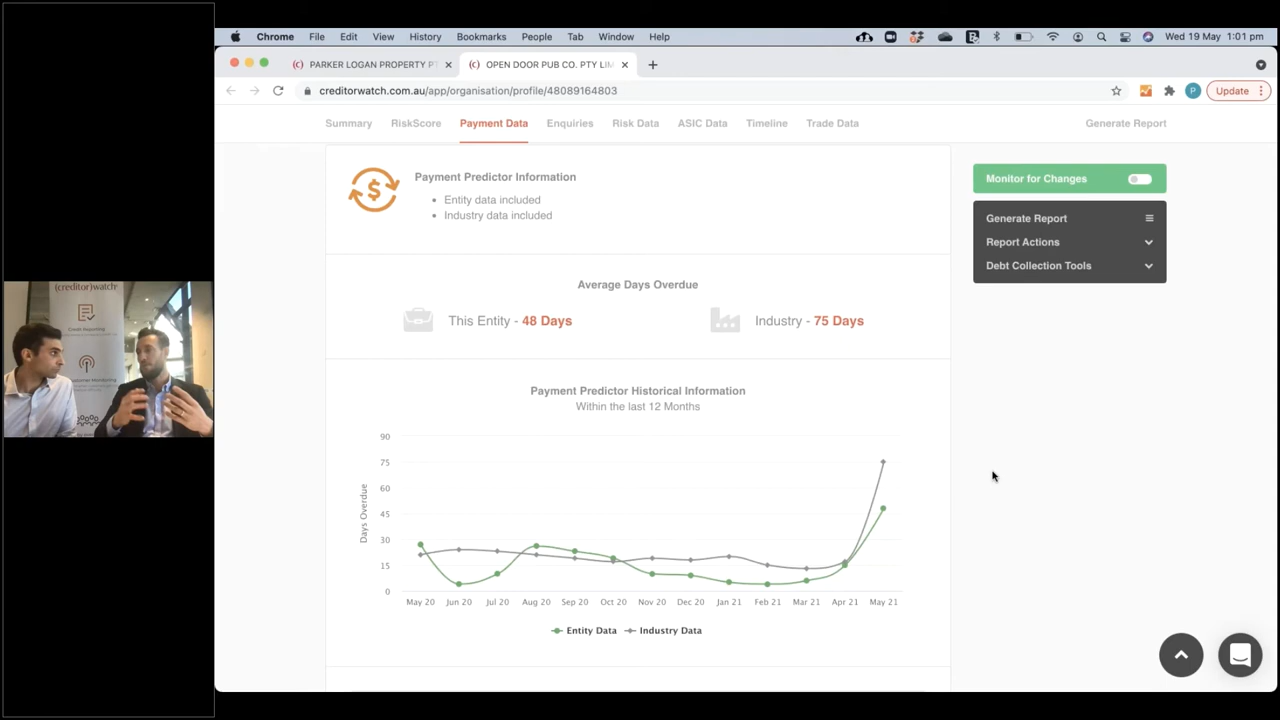 Chrome File Edit View History Bookmarks People Tab Window Help Wed 19 May 1:01 pm
PARKER LOGAN PROPERTY PT
OPEN DOOR PUB CO. PTY LIM
creditorwatch.com.au/app/organisation/profile/48089164803
Update
Summary RiskScore Payment Data Enquiries Risk Data ASIC Data Timeline Trade Data Generate Report
Payment Predictor Information
Entity data included
Industry data included
Monitor for Changes
Generate Report
Report Actions
Debt Collection Tools
Average Days Overdue
This Entity - 48 Days
Industry - 75 Days
(creditor)watch
Credit Reporting
Payment Predictor Historical Information
Within the last 12 Months
Days Overdue
90
75
60
45
30
15
0
May 20 Jun 20 Jul 20 Aug 20 Sep 20 Oct 20 Nov 20 Dec 20 Jan 21 Feb 21 Mar 21 Apr 21 May 21
Entity Data Industry Data